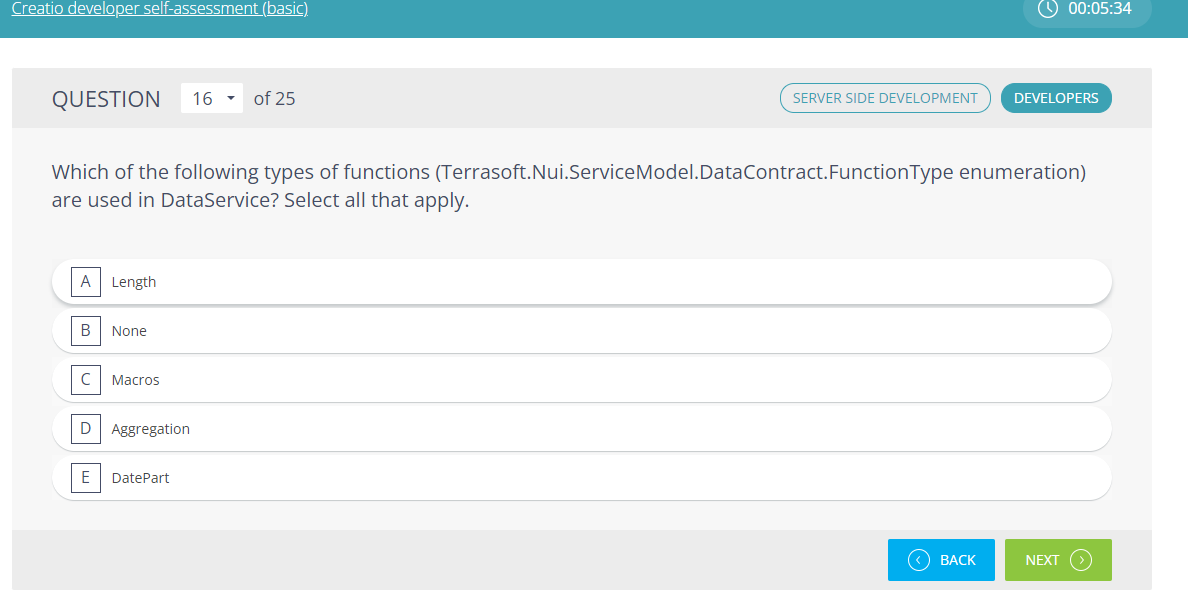 Creatio developer self-assessment (basic)
00:05:34
QUESTION 16 of 25
SERVER SIDE DEVELOPMENT
DEVELOPERS
Which of the following types of functions (Terrasoft.Nui.ServiceModel.DataContract.FunctionType enumeration)
are used in DataService? Select all that apply.
A Length
B None
C Macros
D Aggregation
E DatePart
BACK
NEXT